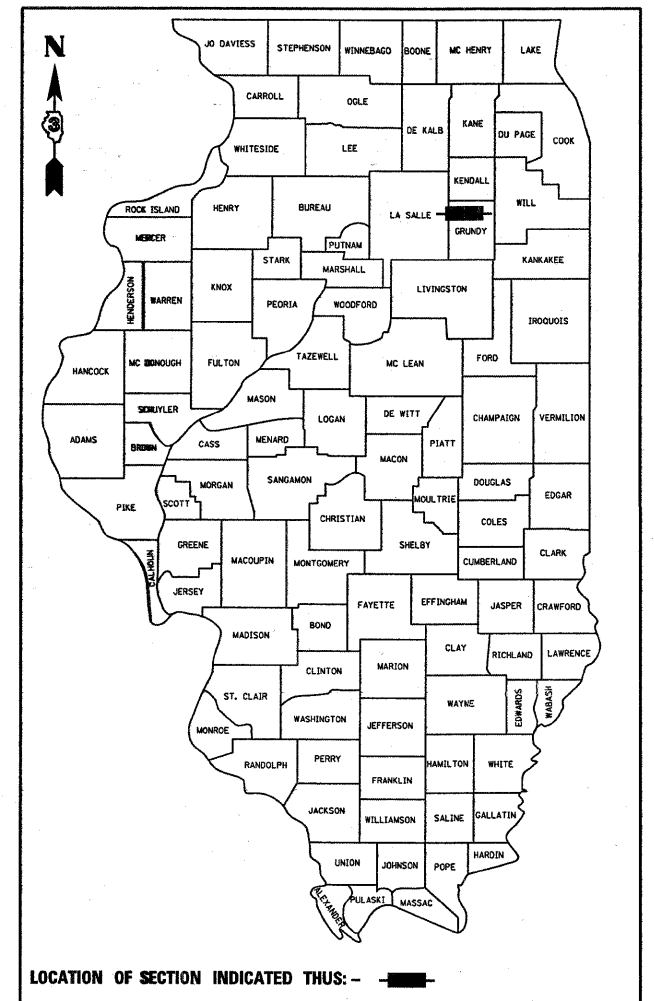 JO DAVIESS STEPHENSON WINNEBAGO BOONE MC HENRY LAKE
N
CARROLL OGLE DE KALB KANE DU PAGE COOK
3
WHITESIDE LEE
KENDALL
ROCK ISLAND HENRY BUREAU LA SALLE WILL
MERCER PUTNAM GRUNDY
STARK MARSHALL KANKAKEE
HENDERSON WARREN KNOX PEORIA WOODFORD LIVINGSTON IROQUOIS
HANCOCK MC DONOUGH FULTON TAZEWELL MC LEAN FORD
SCHUYLER MASON LOGAN DE WITT CHAMPAIGN VERMILION
ADAMS BROWN CASS MENARD MACON PIATT
PIKE SCOTT MORGAN SANGAMON CHRISTIAN MOULTRIE DOUGLAS EDGAR
COLES
CALHOUN GREENE MACOUPIN MONTGOMERY SHELBY CUMBERLAND CLARK
JERSEY
MADISON BOND FAYETTE EFFINGHAM JASPER CRAWFORD
CLINTON MARION CLAY RICHLAND LAWRENCE
ST. CLAIR WASHINGTON JEFFERSON WAYNE EDWARDS WABASH
MONROE
RANDOLPH PERRY FRANKLIN HAMILTON WHITE
JACKSON WILLIAMSON SALINE GALLATIN
UNION JOHNSON POPE HARDIN
ALEXANDER PULASKI MASSAC
LOCATION OF SECTION INDICATED THUS: -